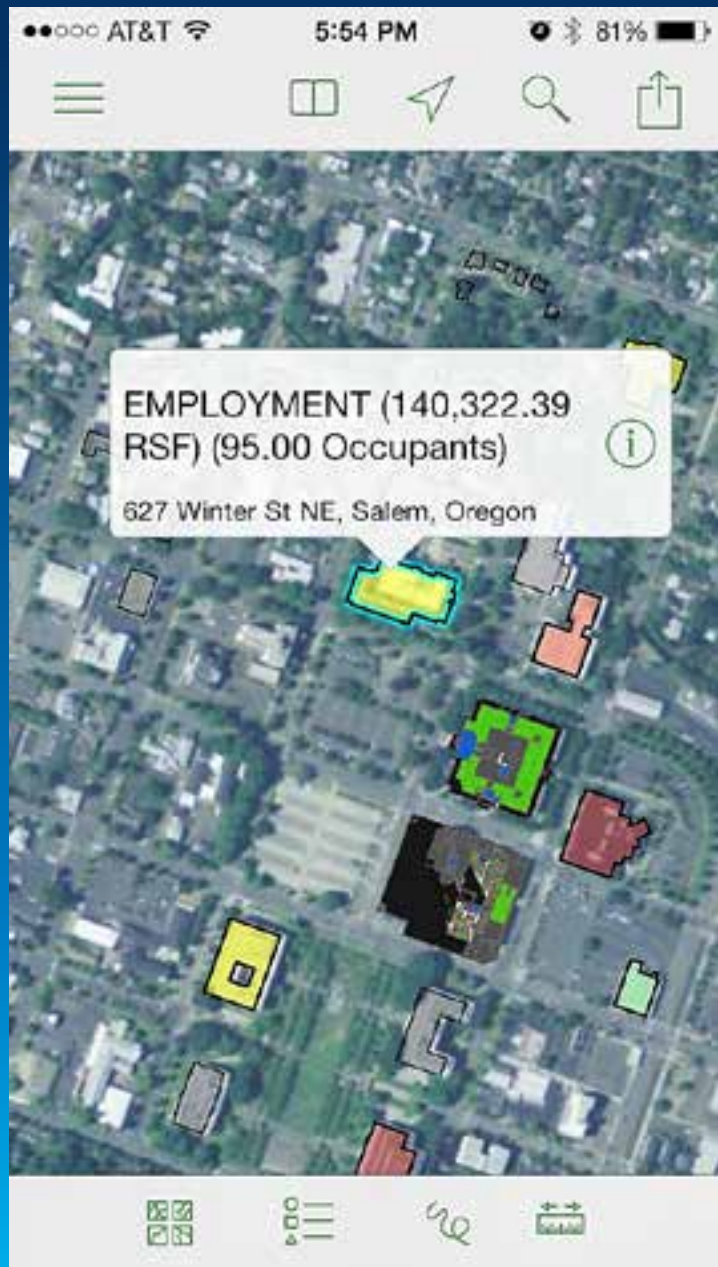 AT&T 5:54 PM 81%
EMPLOYMENT (140,322.39
RSF) (95.00 Occupants)
627 Winter St NE, Salem, Oregon